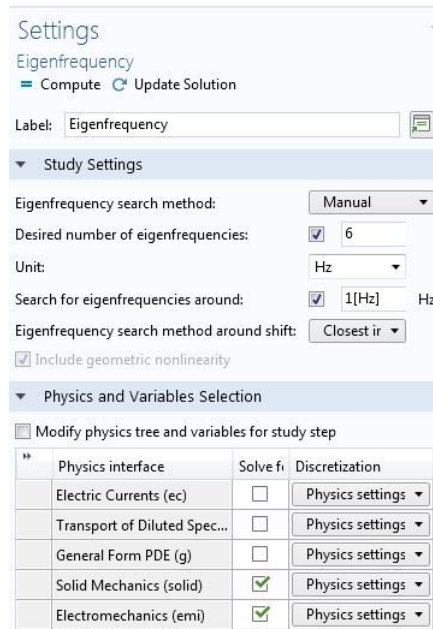 Settings
Eigenfrequency
= Compute Update Solution
Label: Eigenfrequency
Study Settings
Eigenfrequency search method: Manual
Desired number of eigenfrequencies: 6
Unit: Hz
Search for eigenfrequencies around: 1[Hz] Hz
Eigenfrequency search method around shift: Closest ir
Include geometric nonlinearity
Physics and Variables Selection
Modify physics tree and variables for study step
Physics interface Solve fo Discretization
Electric Currents (ec) Physics settings
Transport of Diluted Spec... Physics settings
General Form PDE (g) Physics settings
Solid Mechanics (solid) Physics settings
Electromechanics (emi) Physics settings